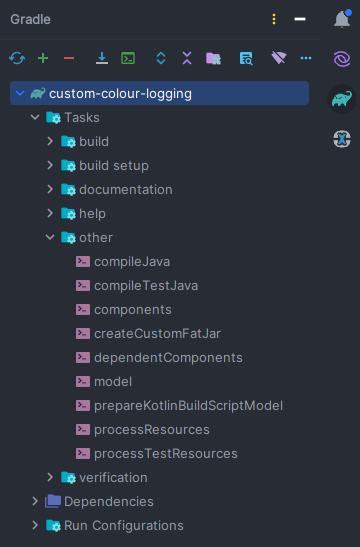 Gradle
custom-colour-logging
Tasks
build
build setup
documentation
help
other
compileJava
compileTestJava
components
createCustomFatJar
dependentComponents
model
prepareKotlinBuildScriptModel
processResources
processTestResources
verification
Dependencies
Run Configurations